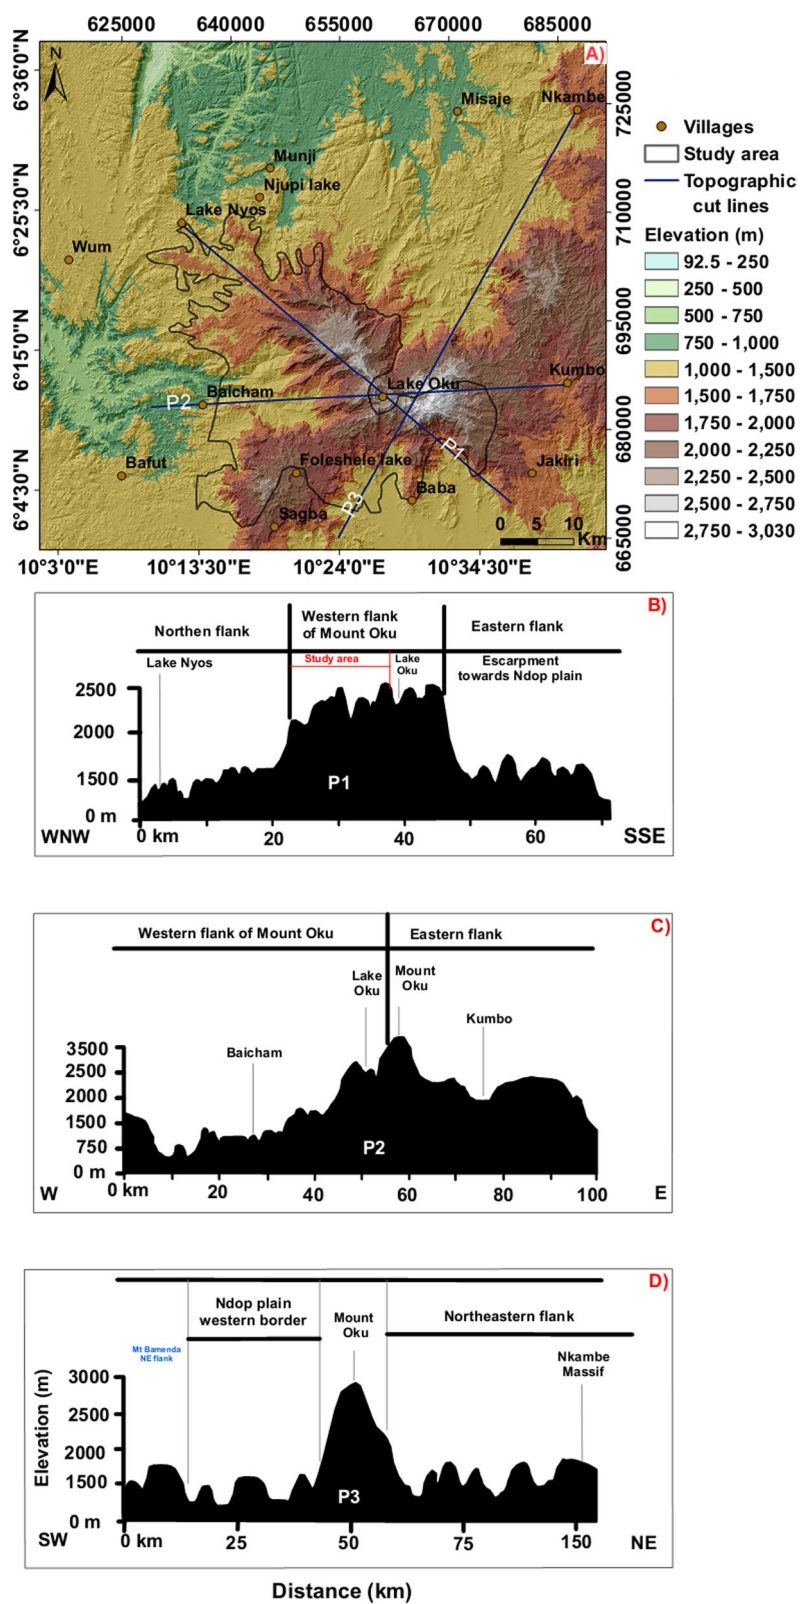 625000 640000 655000 670000 685000
A)
N
6°36'0"N
6°25'30"N
6°15'0"N
6°4'30"N
725000
710000
695000
680000
665000
Misaje
Nkambe
Munji
Njupi lake
Lake Nyos
Wum
Lake Oku
Kumbo
Baicham
P2
P1
Bafut
Foleshele lake
Jakiri
Baba
P3
Sagba
0 5 10
Km
10°3'0"E 10°13'30"E 10°24'0"E 10°34'30"E
Villages
Study area
Topographic
cut lines
Elevation (m)
92.5 - 250
250 - 500
500 - 750
750 - 1,000
1,000 - 1,500
1,500 - 1,750
1,750 - 2,000
2,000 - 2,250
2,250 - 2,500
2,500 - 2,750
2,750 - 3,030
B)
Northen flank
Western flank
of Mount Oku
Eastern flank
Lake Nyos
Study area
Lake
Oku
Escarpment
towards Ndop plain
2500
2000
1500
0 m
P1
WNW
0 km 20 40 60
SSE
C)
Western flank of Mount Oku
Eastern flank
Lake
Oku
Mount
Oku
Baicham
Kumbo
3500
2500
2000
1500
750
0 m
P2
W
0 km 20 40 60 80 100
E
D)
Ndop plain
western border
Mount
Oku
Northeastern flank
Mt Bamenda
NE flank
Nkambe
Massif
Elevation (m)
3000
2500
2000
1500
0 m
P3
SW
0 km 25 50 75 150
NE
Distance (km)